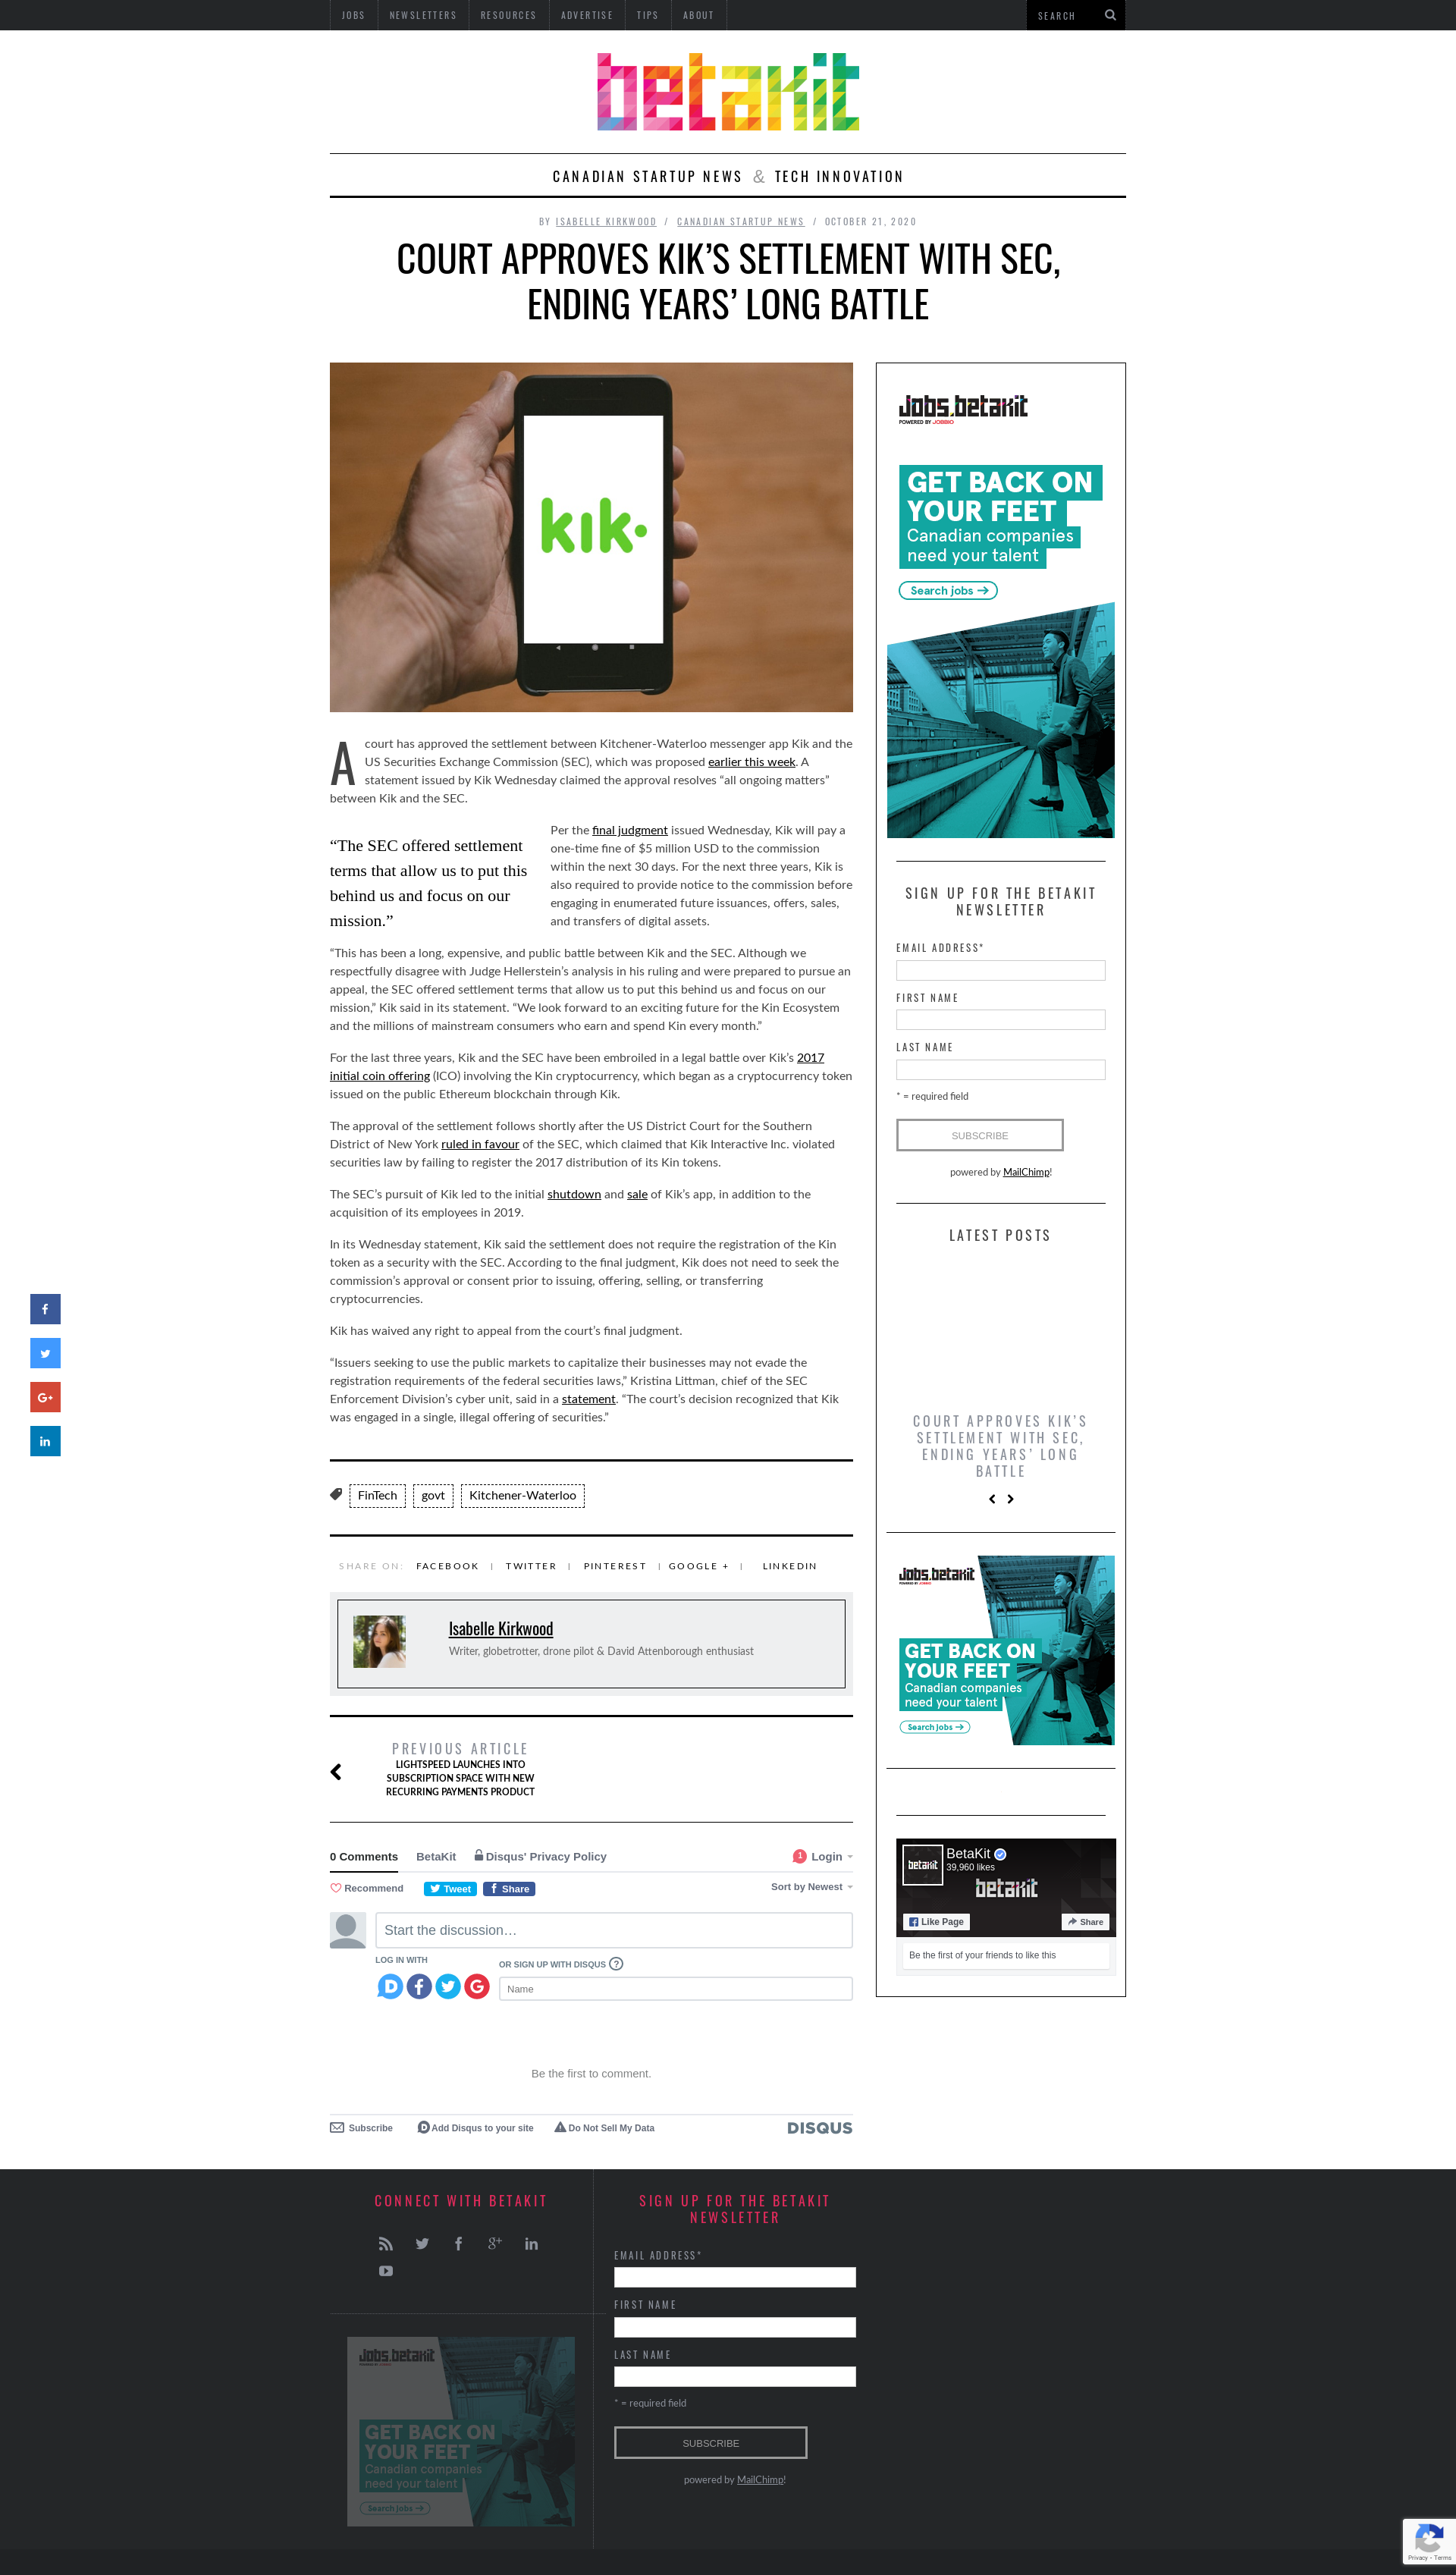 JOBS
NEWSLETTERS
RESOURCES
ADVERTISE
TIPS
ABOUT
SEARCH
betakit
CANADIAN STARTUP NEWS & TECH INNOVATION
BY ISABELLE KIRKWOOD / CANADIAN STARTUP NEWS / OCTOBER 21, 2020
COURT APPROVES KIK’S SETTLEMENT WITH SEC,
ENDING YEARS’ LONG BATTLE
kik.
A court has approved the settlement between Kitchener-Waterloo messenger app Kik and the
US Securities Exchange Commission (SEC), which was proposed earlier this week. A
statement issued by Kik Wednesday claimed the approval resolves “all ongoing matters”
between Kik and the SEC.
“The SEC offered settlement
terms that allow us to put this
behind us and focus on our
mission.”
Per the final judgment issued Wednesday, Kik will pay a
one-time fine of $5 million USD to the commission
within the next 30 days. For the next three years, Kik is
also required to provide notice to the commission before
engaging in enumerated future issuances, offers, sales,
and transfers of digital assets.
“This has been a long, expensive, and public battle between Kik and the SEC. Although we
respectfully disagree with Judge Hellerstein’s analysis in his ruling and were prepared to pursue an
appeal, the SEC offered settlement terms that allow us to put this behind us and focus on our
mission,” Kik said in its statement. “We look forward to an exciting future for the Kin Ecosystem
and the millions of mainstream consumers who earn and spend Kin every month.”
For the last three years, Kik and the SEC have been embroiled in a legal battle over Kik’s 2017
initial coin offering (ICO) involving the Kin cryptocurrency, which began as a cryptocurrency token
issued on the public Ethereum blockchain through Kik.
The approval of the settlement follows shortly after the US District Court for the Southern
District of New York ruled in favour of the SEC, which claimed that Kik Interactive Inc. violated
securities law by failing to register the 2017 distribution of its Kin tokens.
The SEC’s pursuit of Kik led to the initial shutdown and sale of Kik’s app, in addition to the
acquisition of its employees in 2019.
In its Wednesday statement, Kik said the settlement does not require the registration of the Kin
token as a security with the SEC. According to the final judgment, Kik does not need to seek the
commission’s approval or consent prior to issuing, offering, selling, or transferring
cryptocurrencies.
Kik has waived any right to appeal from the court’s final judgment.
“Issuers seeking to use the public markets to capitalize their businesses may not evade the
registration requirements of the federal securities laws,” Kristina Littman, chief of the SEC
Enforcement Division’s cyber unit, said in a statement. “The court’s decision recognized that Kik
was engaged in a single, illegal offering of securities.”
FinTech
govt
Kitchener-Waterloo
SHARE ON: FACEBOOK | TWITTER | PINTEREST | GOOGLE + | LINKEDIN
Isabelle Kirkwood
Writer, globetrotter, drone pilot & David Attenborough enthusiast
PREVIOUS ARTICLE
LIGHTSPEED LAUNCHES INTO
SUBSCRIPTION SPACE WITH NEW
RECURRING PAYMENTS PRODUCT
0 Comments
BetaKit
Disqus' Privacy Policy
1
Login
Recommend
Tweet
Share
Sort by Newest
Start the discussion…
LOG IN WITH
OR SIGN UP WITH DISQUS ?
Name
Be the first to comment.
Subscribe
Add Disqus to your site
Do Not Sell My Data
DISQUS
Jobs.betakit
POWERED BY JOBBIO
GET BACK ON
YOUR FEET
Canadian companies
need your talent
Search jobs
SIGN UP FOR THE BETAKIT
NEWSLETTER
EMAIL ADDRESS*
FIRST NAME
LAST NAME
* = required field
SUBSCRIBE
powered by MailChimp!
LATEST POSTS
COURT APPROVES KIK’S
SETTLEMENT WITH SEC,
ENDING YEARS’ LONG
BATTLE
Jobs.betakit
POWERED BY JOBBIO
GET BACK ON
YOUR FEET
Canadian companies
need your talent
Search jobs
betakit
BetaKit
39,960 likes
betakit
Like Page
Share
Be the first of your friends to like this
CONNECT WITH BETAKIT
Jobs.betakit
GET BACK ON
YOUR FEET
Canadian companies
need your talent
Search jobs
SIGN UP FOR THE BETAKIT
NEWSLETTER
EMAIL ADDRESS*
FIRST NAME
LAST NAME
* = required field
SUBSCRIBE
powered by MailChimp!
Privacy - Terms